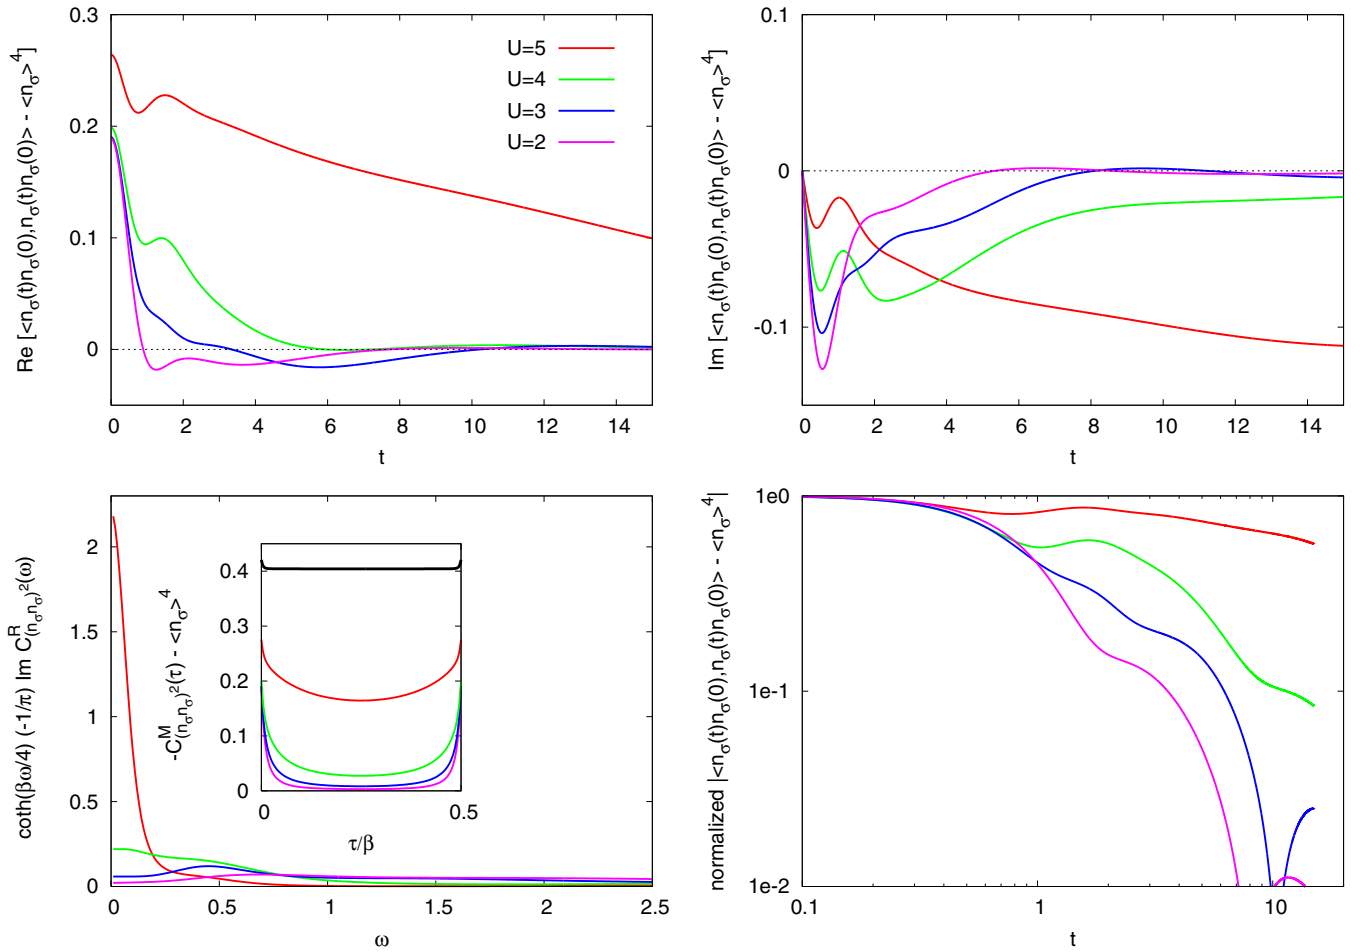 Re [<n_σ(t)n_σ(0),n_σ(t)n_σ(0)> - <n_σ>^4]
0.3
0.2
0.1
0
U=5
U=4
U=3
U=2
0 2 4 6 8 10 12 14
t
Im [<n_σ(t)n_σ(0),n_σ(t)n_σ(0)> - <n_σ>^4]
0.1
0
-0.1
0 2 4 6 8 10 12 14
t
coth(βω/4) (-1/π) Im C^R_(n_σn_σ)^2(ω)
2
1.5
1
0.5
0
0 0.5 1 1.5 2 2.5
ω
-C^M_(n_σn_σ)^2(τ) - <n_σ>^4
0.4
0.3
0.2
0.1
0
0 0.5
τ/β
normalized |<n_σ(t)n_σ(0),n_σ(t)n_σ(0)> - <n_σ>^4|
1e0
1e-1
1e-2
0.1 1 10
t